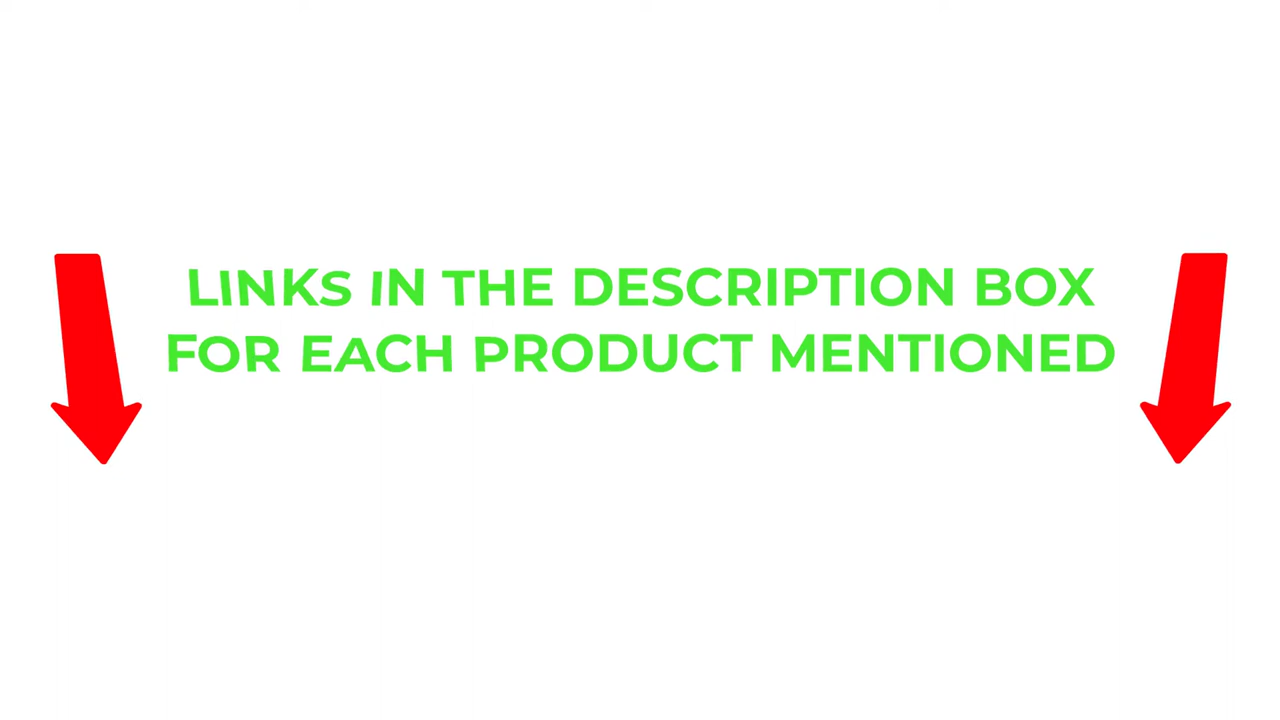 LINKS IN THE DESCRIPTION BOX
FOR EACH PRODUCT MENTIONED